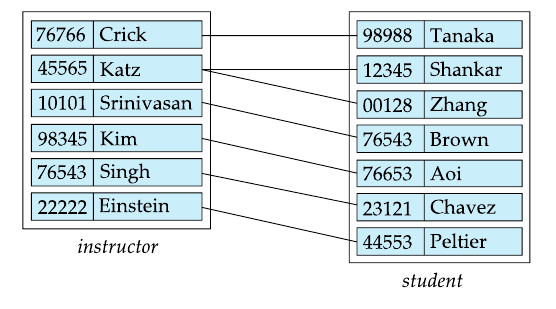 76766 Crick
45565 Katz
10101 Srinivasan
98345 Kim
76543 Singh
22222 Einstein
instructor
98988 Tanaka
12345 Shankar
00128 Zhang
76543 Brown
76653 Aoi
23121 Chavez
44553 Peltier
student